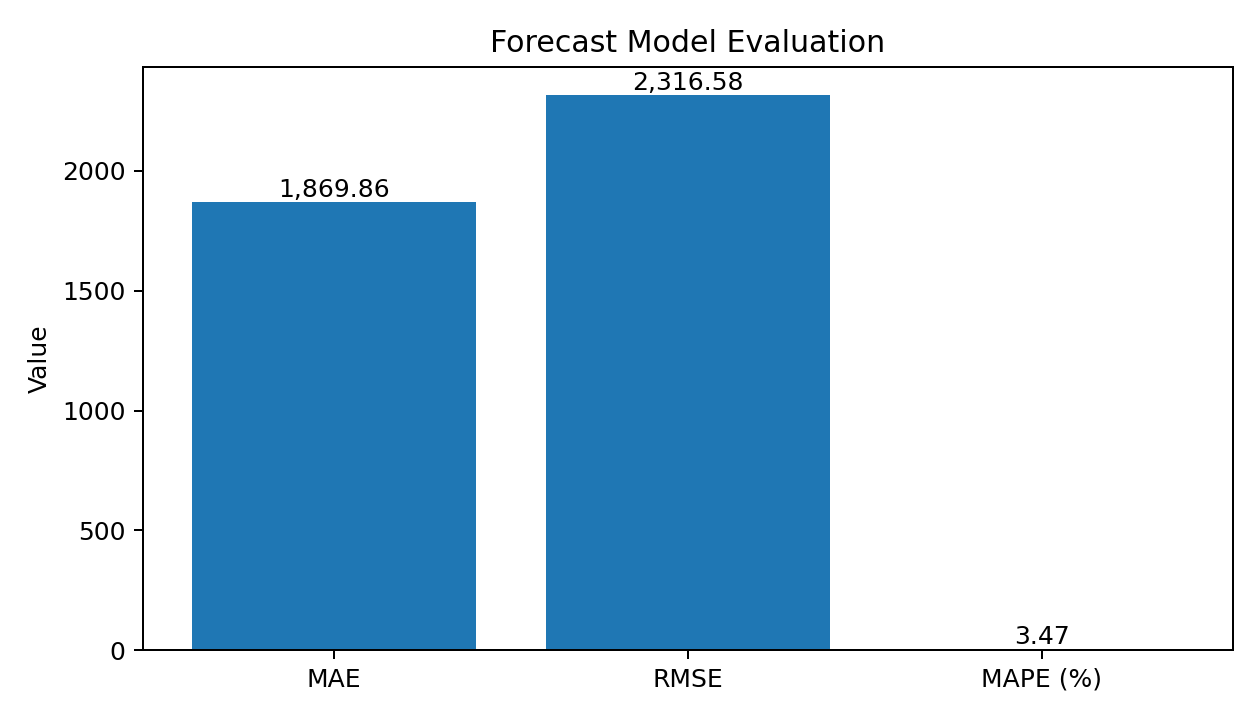 Forecast Model Evaluation
2,316.58
1,869.86
3.47
2000
1500
1000
500
0
Value
MAE
RMSE
MAPE (%)